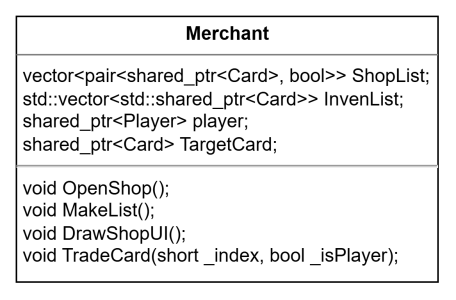 Merchant
vector<pair<shared_ptr<Card>, bool>> ShopList;
std::vector<std::shared_ptr<Card>> InvenList;
shared_ptr<Player> player;
shared_ptr<Card> TargetCard;
void OpenShop();
void MakeList();
void DrawShopUI();
void TradeCard(short _index, bool _isPlayer);